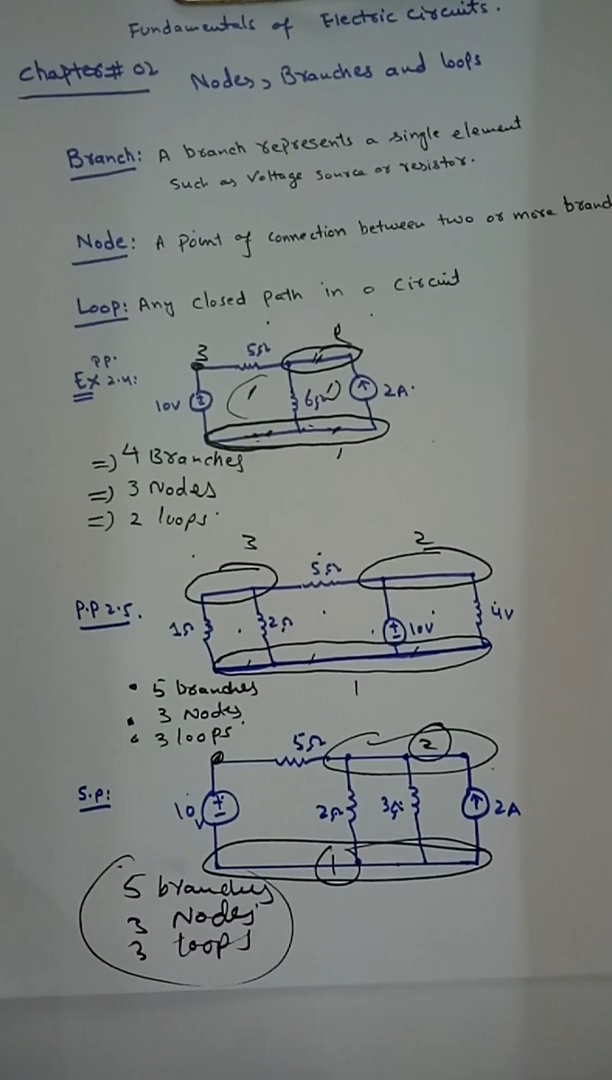 Fundamentals of Electric Circuits.
Chapter # 02 Nodes, Branches and loops
Branch: A branch represents a single element
Such as Voltage Source or resistor.
Node: A Point of Connection between two or more branc
Loop: Any Closed Path in a Circuit
P.P.
Ex 2.4:
3 5Ω
10V 1 6Ω 2A
1
=) 4 Branches
=) 3 Nodes
=) 2 loops
3 2
5Ω
P.P 2.5.
1Ω 2Ω 10V 4V
1
• 5 branches
• 3 Nodes
• 3 loops
5Ω 2
S.P:
10V 2Ω 3Ω 2A
1
5 branches
3 Nodes
3 loops